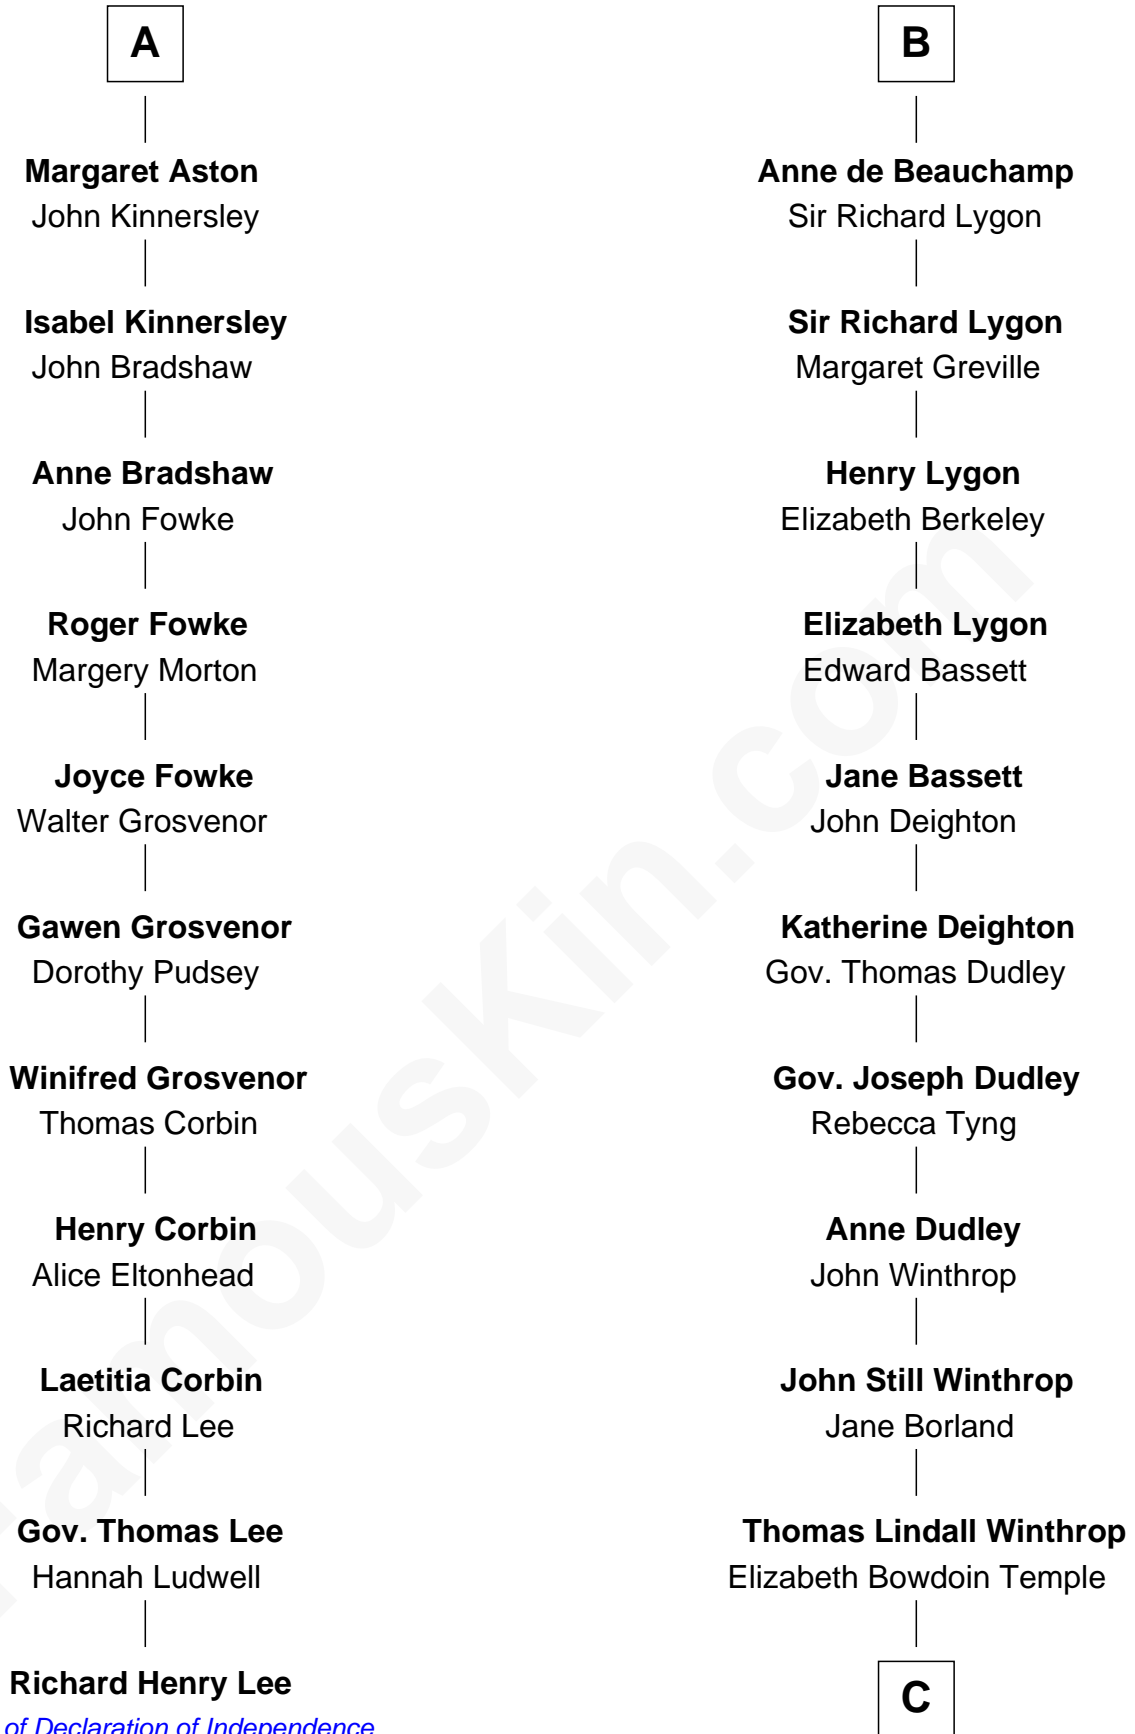 A
Margaret Aston
John Kinnersley
Isabel Kinnersley
John Bradshaw
Anne Bradshaw
John Fowke
Roger Fowke
Margery Morton
Joyce Fowke
Walter Grosvenor
Gawen Grosvenor
Dorothy Pudsey
Winifred Grosvenor
Thomas Corbin
Henry Corbin
Alice Eltonhead
Laetitia Corbin
Richard Lee
Gov. Thomas Lee
Hannah Ludwell
Richard Henry Lee
of Declaration of Independence
B
Anne de Beauchamp
Sir Richard Lygon
Sir Richard Lygon
Margaret Greville
Henry Lygon
Elizabeth Berkeley
Elizabeth Lygon
Edward Bassett
Jane Bassett
John Deighton
Katherine Deighton
Gov. Thomas Dudley
Gov. Joseph Dudley
Rebecca Tyng
Anne Dudley
John Winthrop
John Still Winthrop
Jane Borland
Thomas Lindall Winthrop
Elizabeth Bowdoin Temple
C
FamousKin.com